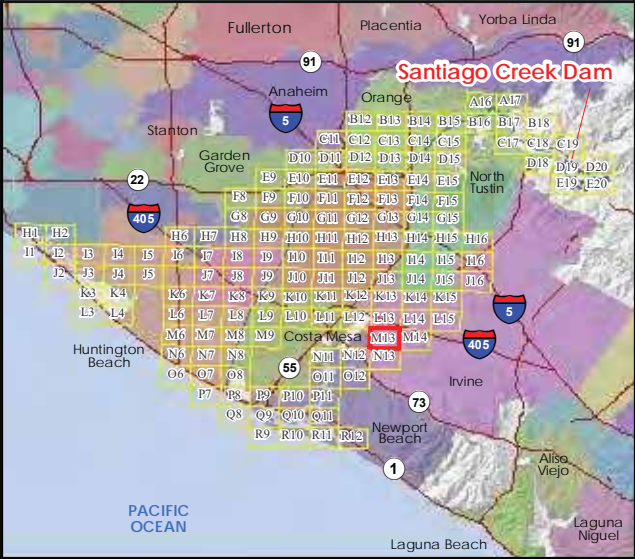 Fullerton
Placentia
Yorba Linda
91
91
Santiago Creek Dam
Anaheim
Orange
5
Stanton
A16 A17
B12 B13 B14 B15 B16 B17 B18
C11 C12 C13 C14 C15 C17 C18 C19
Garden
Grove
D10 D11 D12 D13 D14 D15 D18 D19 D20
22
E9 E10 E11 E12 E13 E14 E15 E19 E20
North
Tustin
F8 F9 F10 F11 F12 F13 F14 F15
405
G8 G9 G10 G11 G12 G13 G14 G15
H1 H2 H6 H7 H8 H9 H10 H11 H12 H13 H14 H15 H16
I1 I2 I3 I4 I5 I6 I7 I8 I9 I10 I11 I12 I13 I14 I15 I16
J2 J3 J4 J5 J7 J8 J9 J10 J11 J12 J13 J14 J15 J16
K3 K4 K6 K7 K8 K9 K10 K11 K12 K13 K14 K15
5
L3 L4 L6 L7 L8 L9 L10 L11 L12 L13 L14 L15
M6 M7 M8 M9 Costa Mesa M13 M14
405
Huntington
Beach
N6 N7 N8 N11 N12 N13
55
O6 O7 O8 O11 O12
Irvine
P7 P8 P9 P10 P11
73
Q8 Q9 Q10 Q11
Newport
Beach
R9 R10 R11 R12
1
Aliso
Viejo
PACIFIC
OCEAN
Laguna
Niguel
Laguna Beach